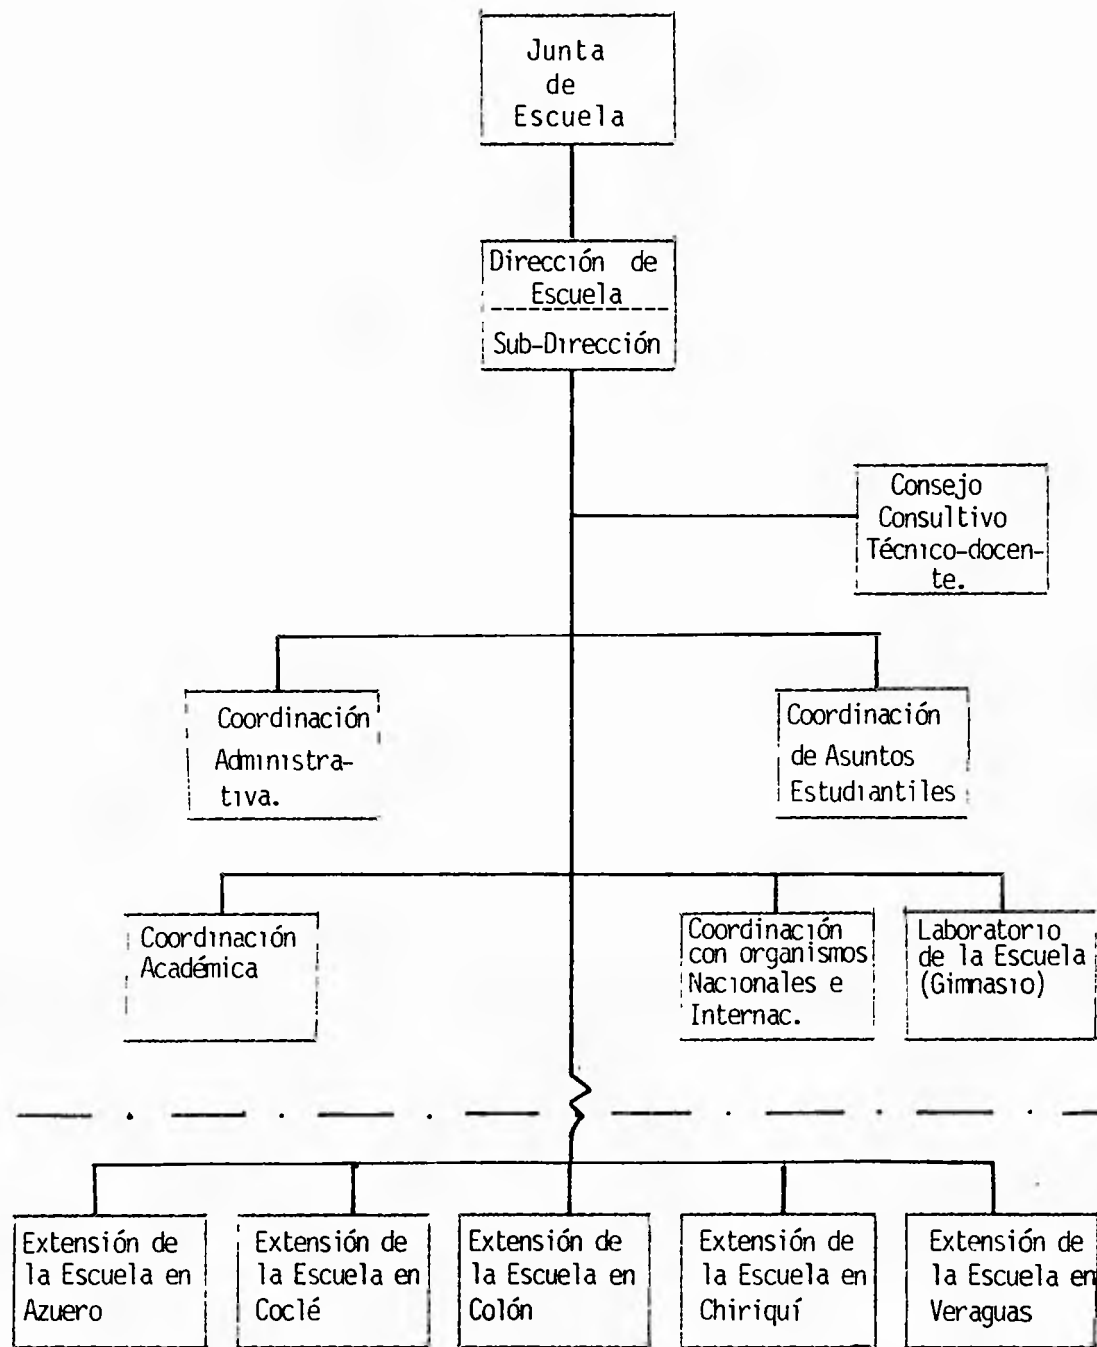 Junta
de
Escuela
Dirección de
Escuela
Sub-Dirección
Consejo
Consultivo
Técnico-docen-
te.
Coordinación
Administra-
tiva.
Coordinación
de Asuntos
Estudiantiles
Coordinación
Académica
Coordinación
con organismos
Nacionales e
Internac.
Laboratorio
de la Escuela
(Gimnasio)
Extensión de
la Escuela en
Azuero
Extensión de
la Escuela en
Coclé
Extensión de
la Escuela en
Colón
Extensión de
la Escuela en
Chiriquí
Extensión de
la Escuela en
Veraguas